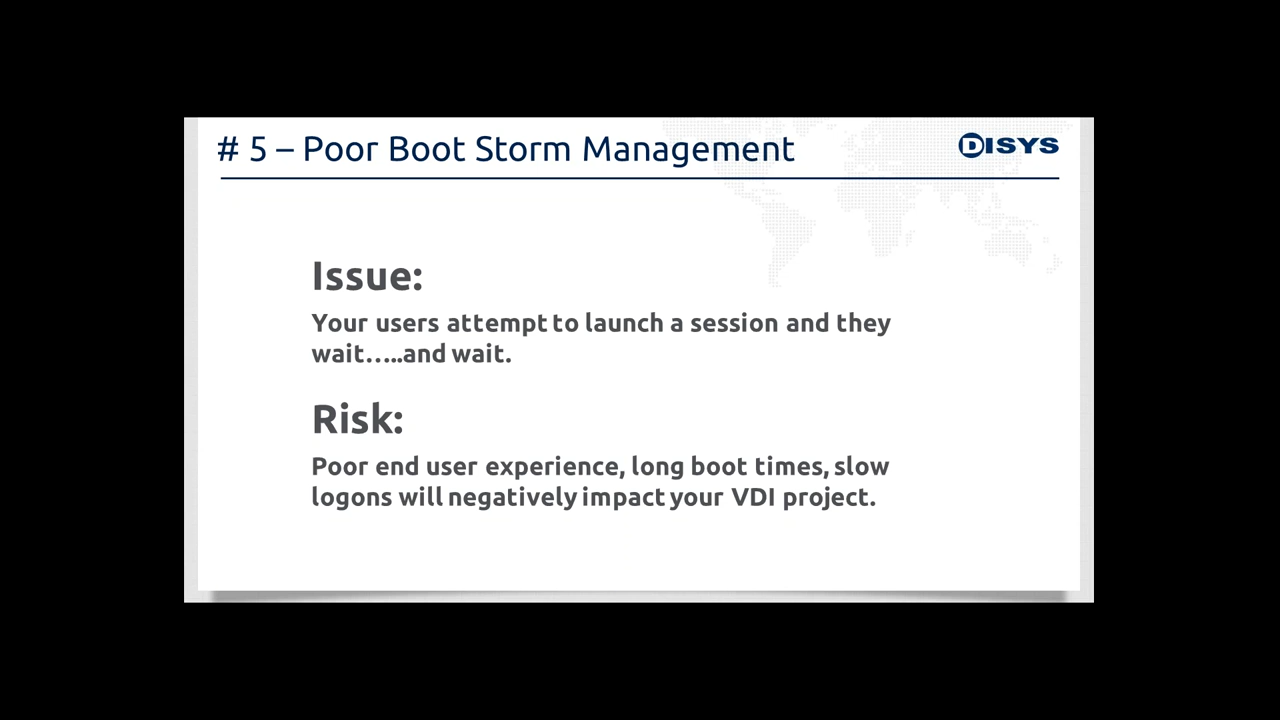 # 5 – Poor Boot Storm Management
DISYS
Issue:
Your users attempt to launch a session and they
wait…..and wait.
Risk:
Poor end user experience, long boot times, slow
logons will negatively impact your VDI project.